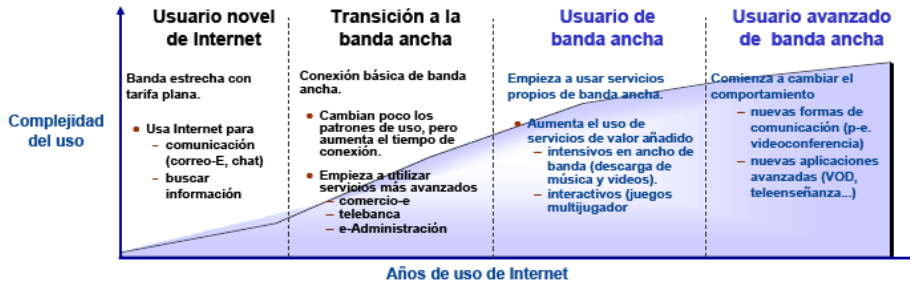 Usuario novel
de Internet
Transición a la
banda ancha
Usuario de
banda ancha
Usuario avanzado
de banda ancha
Complejidad
del uso
Banda estrecha con
tarifa plana.
• Usa Internet para
– comunicación
(correo-E, chat)
– buscar
información
Conexión básica de banda
ancha.
• Cambian poco los
patrones de uso, pero
aumenta el tiempo de
conexión.
• Empieza a utilizar
servicios más avanzados
– comercio-e
– telebanca
– e-Administración
Empieza a usar servicios
propios de banda ancha.
• Aumenta el uso de
servicios de valor añadido
– intensivos en ancho de
banda (descarga de
música y videos).
– interactivos (juegos
multijugador
Comienza a cambiar el
comportamiento
– nuevas formas de
comunicación (p-e.
videoconferencia)
– nuevas aplicaciones
avanzadas (VOD,
teleenseñanza...)
Años de uso de Internet